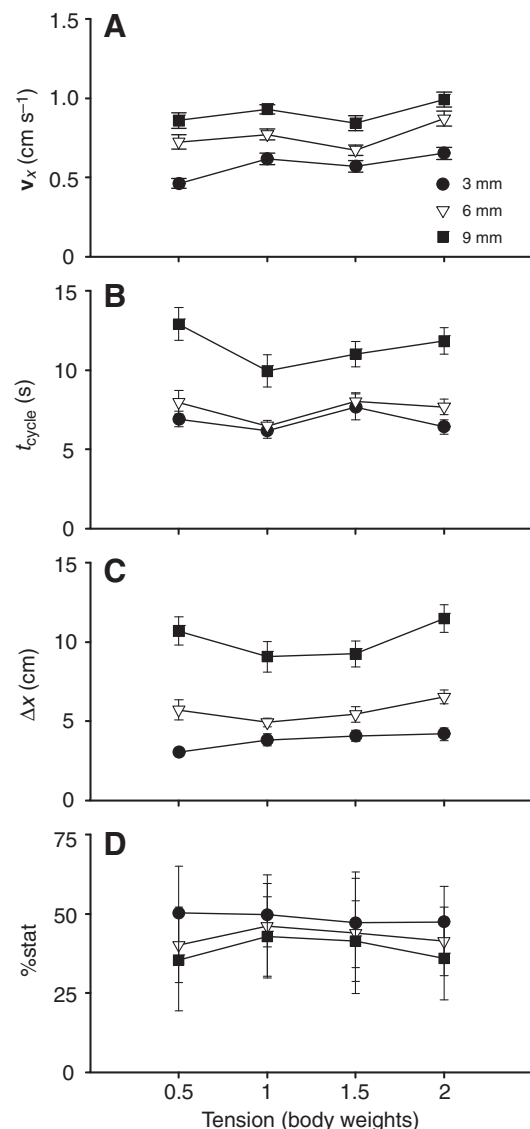 A
1.5
1.0
0.5
0
v_x (cm s⁻¹)
3 mm
6 mm
9 mm
B
15
10
5
0
t_cycle (s)
C
15
10
5
0
Δx (cm)
D
75
50
25
0
%stat
0.5 1 1.5 2
Tension (body weights)